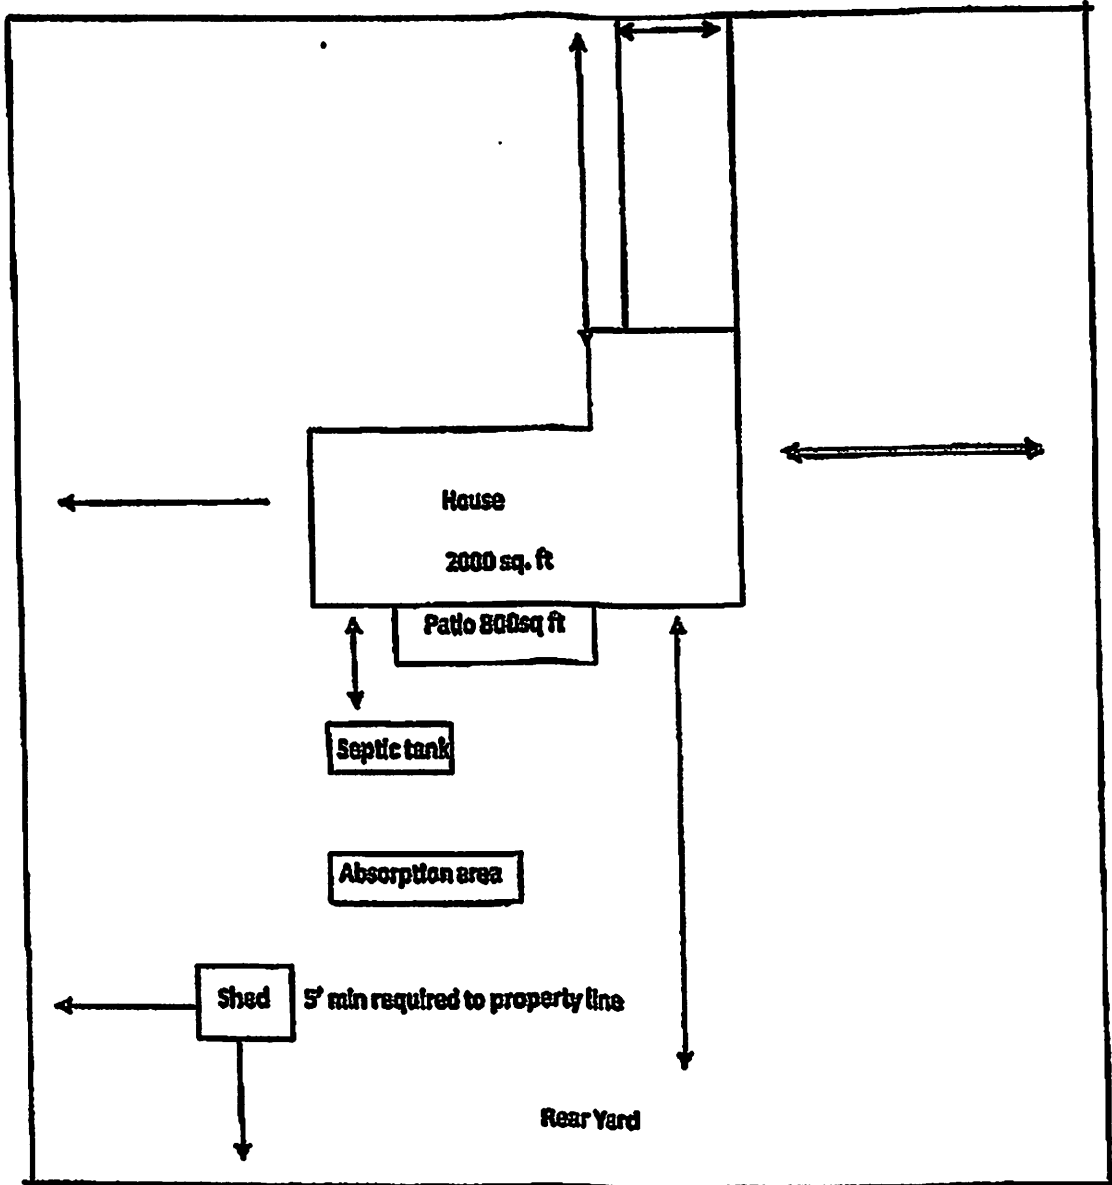 House
2000 sq. ft
Patio 800sq ft
Septic tank
Absorption area
Shed
5' min required to property line
Rear Yard